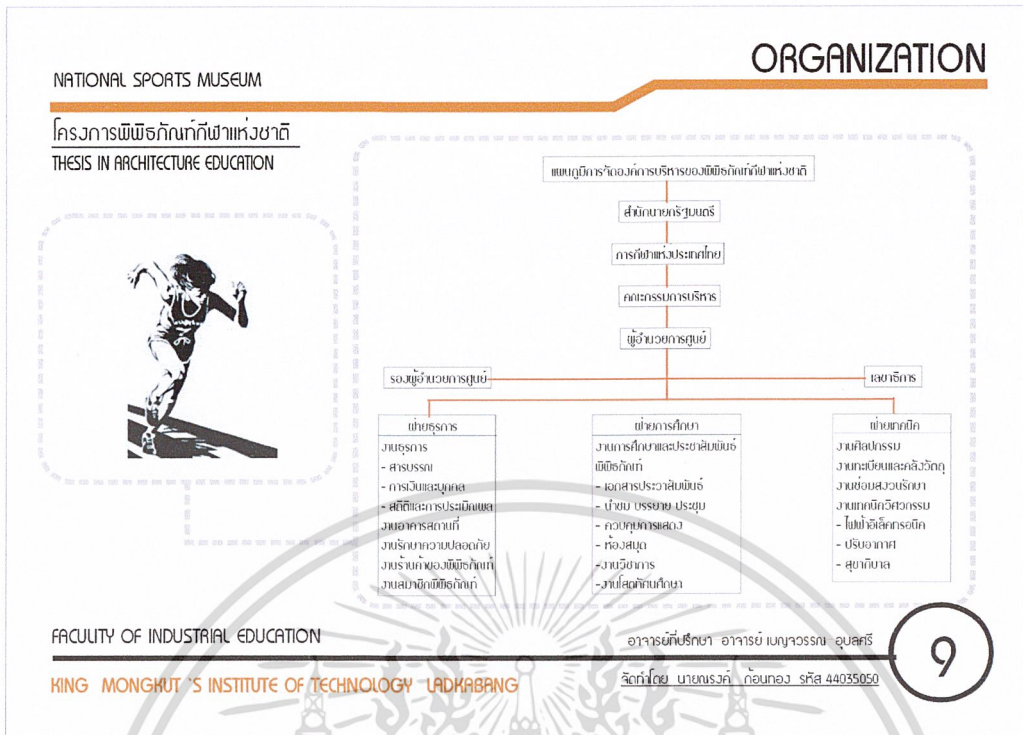 ORGANIZATION
NATIONAL SPORTS MUSEUM
โครงการพิพิธภัณฑ์กีฬาแห่งชาติ
THESIS IN ARCHITECTURE EDUCATION
แผนภูมิการจัดองค์การบริหารของพิพิธภัณฑ์กีฬาแห่งชาติ
สำนักนายกรัฐมนตรี
การกีฬาแห่งประเทศไทย
คณะกรรมการบริหาร
ผู้อำนวยการศูนย์
รองผู้อำนวยการศูนย์
เลขาธิการ
ฝ่ายธุรการ
งานธุรการ
- สารบรรณ
- การเงินและบุคคล
- สถิติและการประเมิณผล
งานอาคารสถานที่
งานรักษาความปลอดภัย
งานร้านค้าของพิพิธภัณฑ์
งานสมาชิกพิพิธภัณฑ์
ฝ่ายการศึกษา
งานการศึกษาและประชาสัมพันธ์
พิพิธภัณฑ์
- เอกสารประวาสัมพันธ์
- นำชม บรรยาย ประชุม
- ควบคุมการแสดง
- ห้องสมุด
-งานวิชาการ
-งานโสตทัศนศึกษา
ฝ่ายเทคนิค
งานศิลปกรรม
งานทะเบียนและคลังวัตถุ
งานซ่อมสงวนรักษา
งานเทคนิควิศวกรรม
- ไฟฟ้าอิเล็คทรอนิค
- ปรับอากาศ
- สุขาภิบาล
FACULITY OF INDUSTRIAL EDUCATION
อาจารย์ที่ปรึกษา อาจารย์ เบญจวรรณ อุบลศรี
9
KING MONGKUT 'S INSTITUTE OF TECHNOLOGY LADKABANG
จัดทำโดย นายณรงค์ ก้อนทอง รหัส 44035050